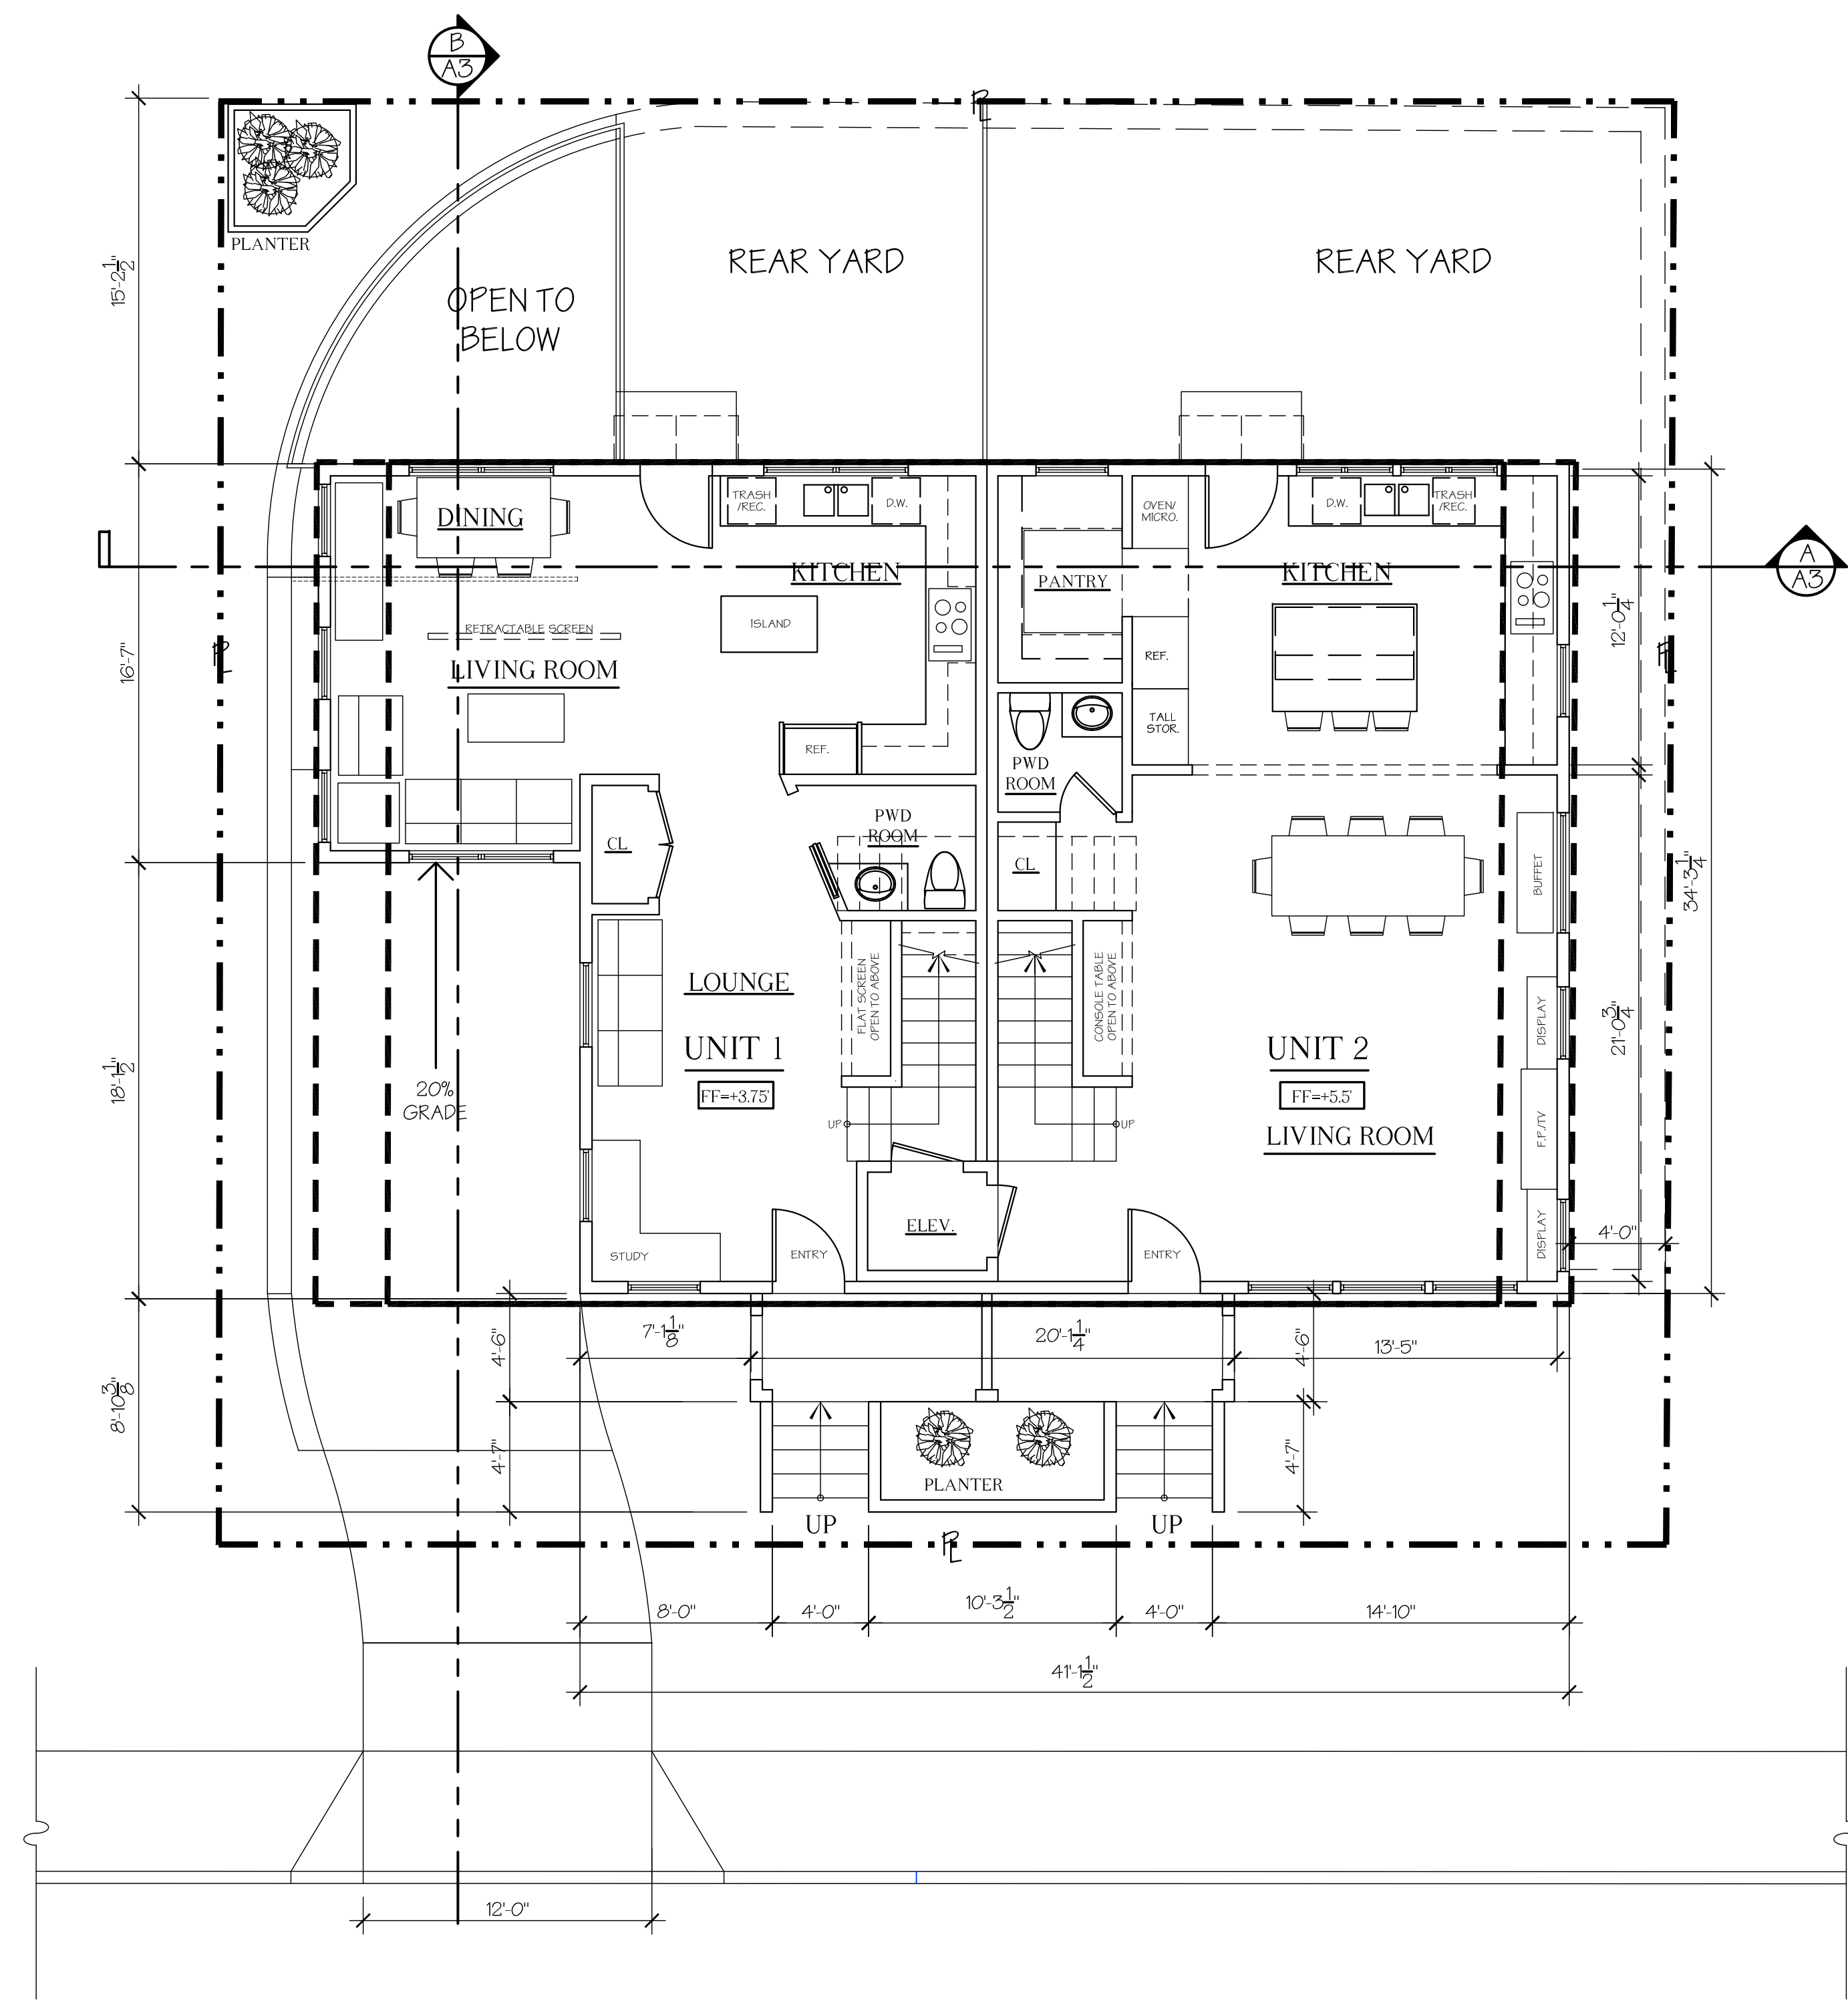 B
A3
PL
PLANTER
REAR YARD
REAR YARD
OPEN TO
BELOW
15'-2 1/2"
DINING
TRASH
/REC.
D.W.
OVEN/
MICRO.
D.W.
TRASH
/REC.
KITCHEN
PANTRY
KITCHEN
A
A3
ISLAND
RETRACTABLE SCREEN
LIVING ROOM
16'-7"
PL
REF.
12'-0 1/4"
PL
REF.
TALL
STOR.
PWD
ROOM
CL
PWD
ROOM
CL
BUFFET
34'-3 1/4"
LOUNGE
FLAT SCREEN
OPEN TO ABOVE
CONSOLE TABLE
OPEN TO ABOVE
DISPLAY
21'-0 3/4"
UNIT 1
FF=+3.75'
UNIT 2
FF=+5.5'
18'-1 1/2"
20%
GRADE
UP
UP
LIVING ROOM
F.P./TV
ELEV.
STUDY
ENTRY
ENTRY
DISPLAY
4'-0"
7'-1 1/8"
20'-1 1/4"
13'-5"
4'-6"
4'-6"
8'-10 3/8"
4'-7"
4'-7"
PLANTER
UP
UP
PL
8'-0"
4'-0"
10'-3 1/2"
4'-0"
14'-10"
41'-1 1/2"
12'-0"